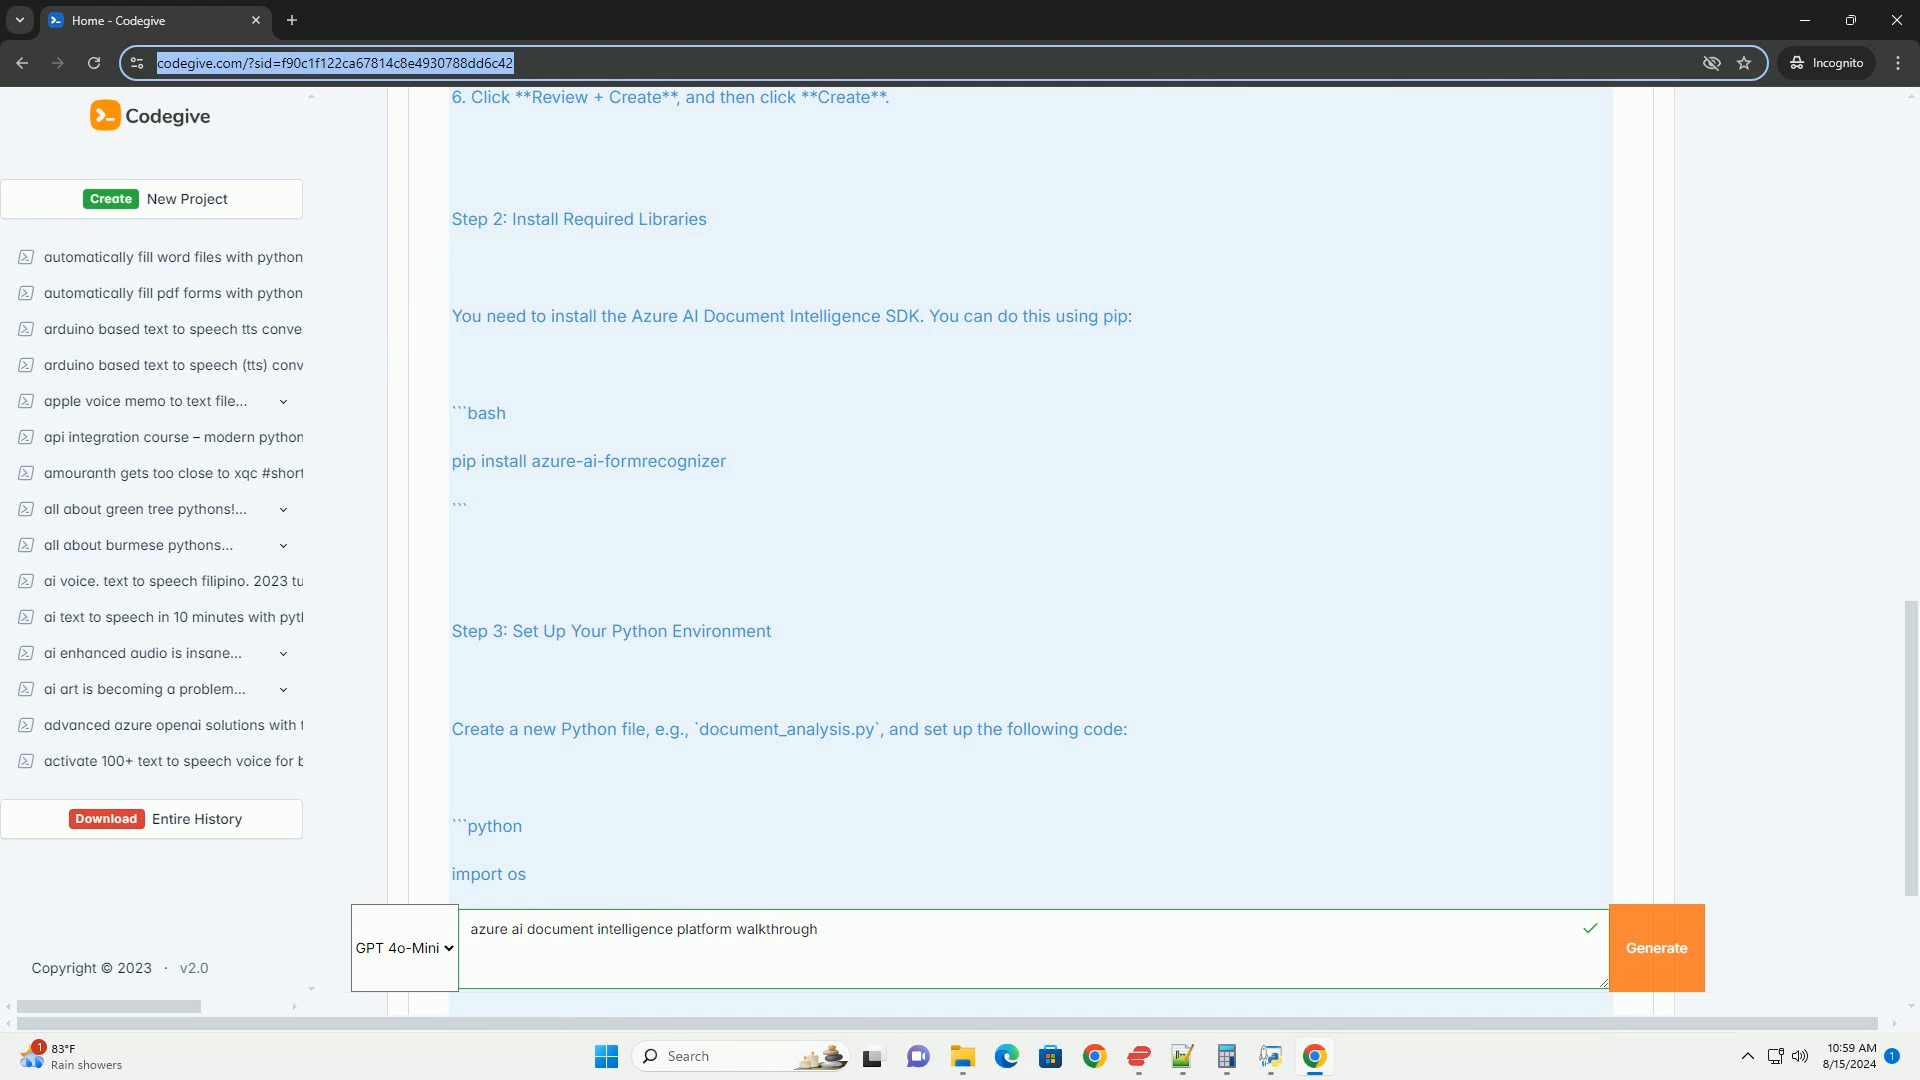 Home - Codegive
codegive.com/?sid=f90c1f122ca67814c8e4930788dd6c42
Incognito
Codegive
Create New Project
automatically fill word files with python
automatically fill pdf forms with python
arduino based text to speech tts conve
arduino based text to speech (tts) conv
apple voice memo to text file...
api integration course – modern python
amouranth gets too close to xqc #short
all about green tree pythons!...
all about burmese pythons...
ai voice. text to speech filipino. 2023 tu
ai text to speech in 10 minutes with pyt
ai enhanced audio is insane...
ai art is becoming a problem...
advanced azure openai solutions with t
activate 100+ text to speech voice for b
Download Entire History
Copyright © 2023 · v2.0
6. Click **Review + Create**, and then click **Create**.
Step 2: Install Required Libraries
You need to install the Azure AI Document Intelligence SDK. You can do this using pip:
```bash
pip install azure-ai-formrecognizer
```
Step 3: Set Up Your Python Environment
Create a new Python file, e.g., `document_analysis.py`, and set up the following code:
```python
import os
GPT 4o-Mini
azure ai document intelligence platform walkthrough
Generate
1
83°F
Rain showers
Search
10:59 AM
8/15/2024
1